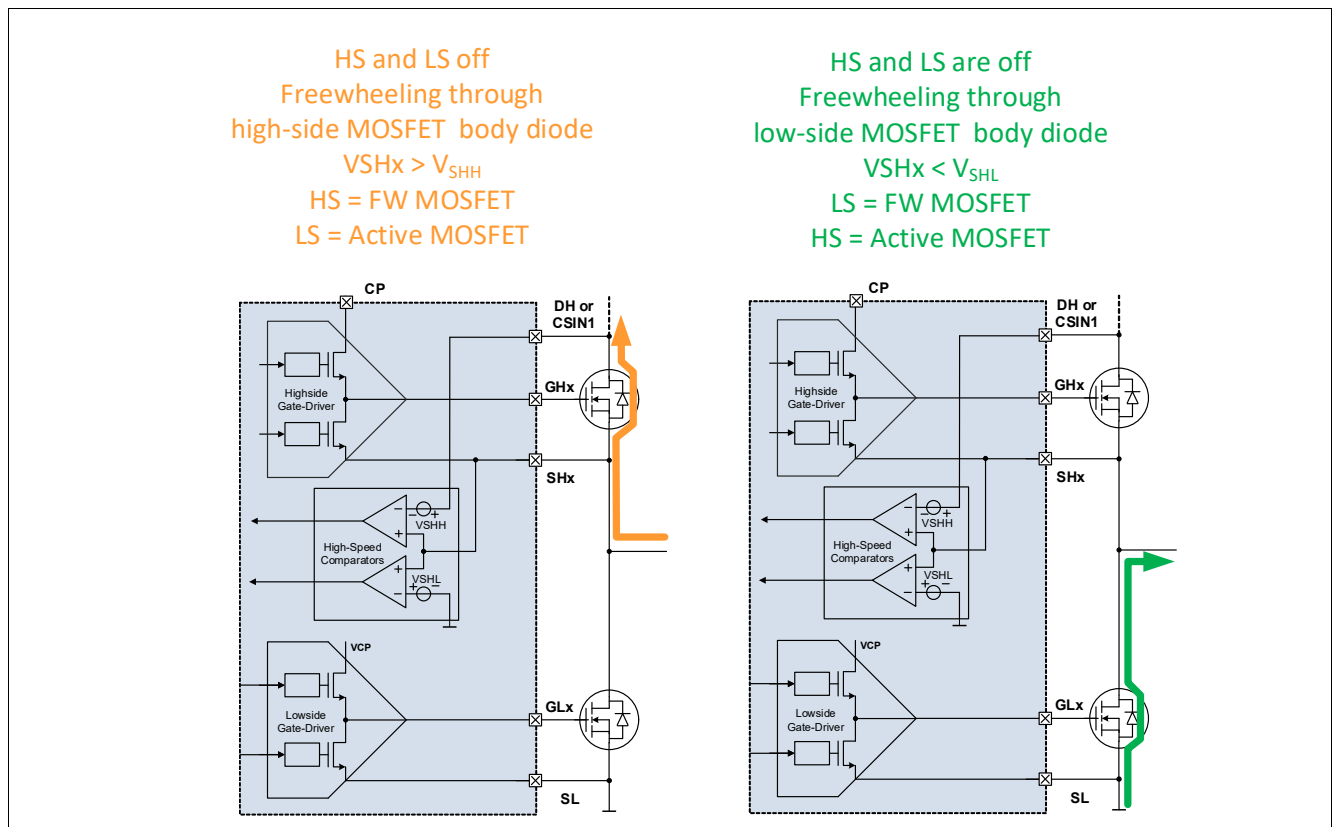 HS and LS off
Freewheeling through
high-side MOSFET body diode
VSHx > VSHH
HS = FW MOSFET
LS = Active MOSFET
CP
DH or
CSIN1
Highside
Gate-Driver
GHx
SHx
VSHH
High-Speed
Comparators
VSHL
VCP
Lowside
Gate-Driver
GLx
SL
HS and LS are off
Freewheeling through
low-side MOSFET body diode
VSHx < VSHL
LS = FW MOSFET
HS = Active MOSFET
CP
DH or
CSIN1
Highside
Gate-Driver
GHx
SHx
VSHH
High-Speed
Comparators
VSHL
VCP
Lowside
Gate-Driver
GLx
SL